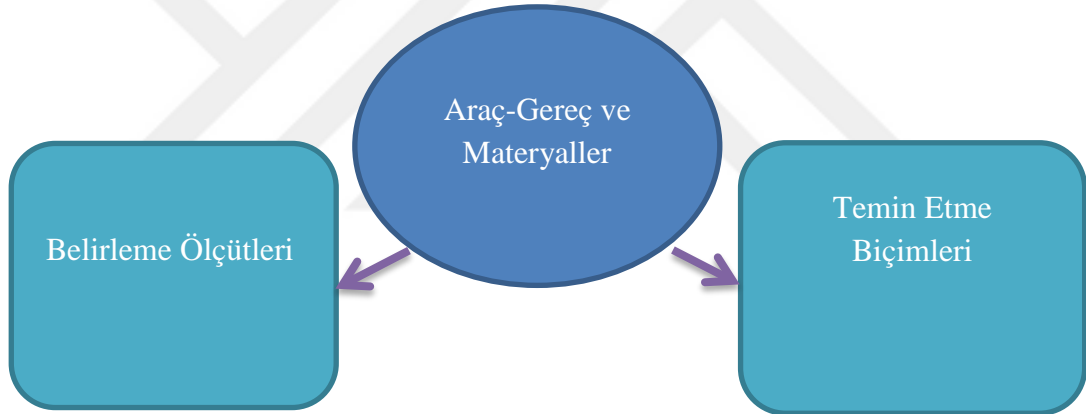 Araç-Gereç ve
Materyaller
Belirleme Ölçütleri
Temin Etme
Biçimleri